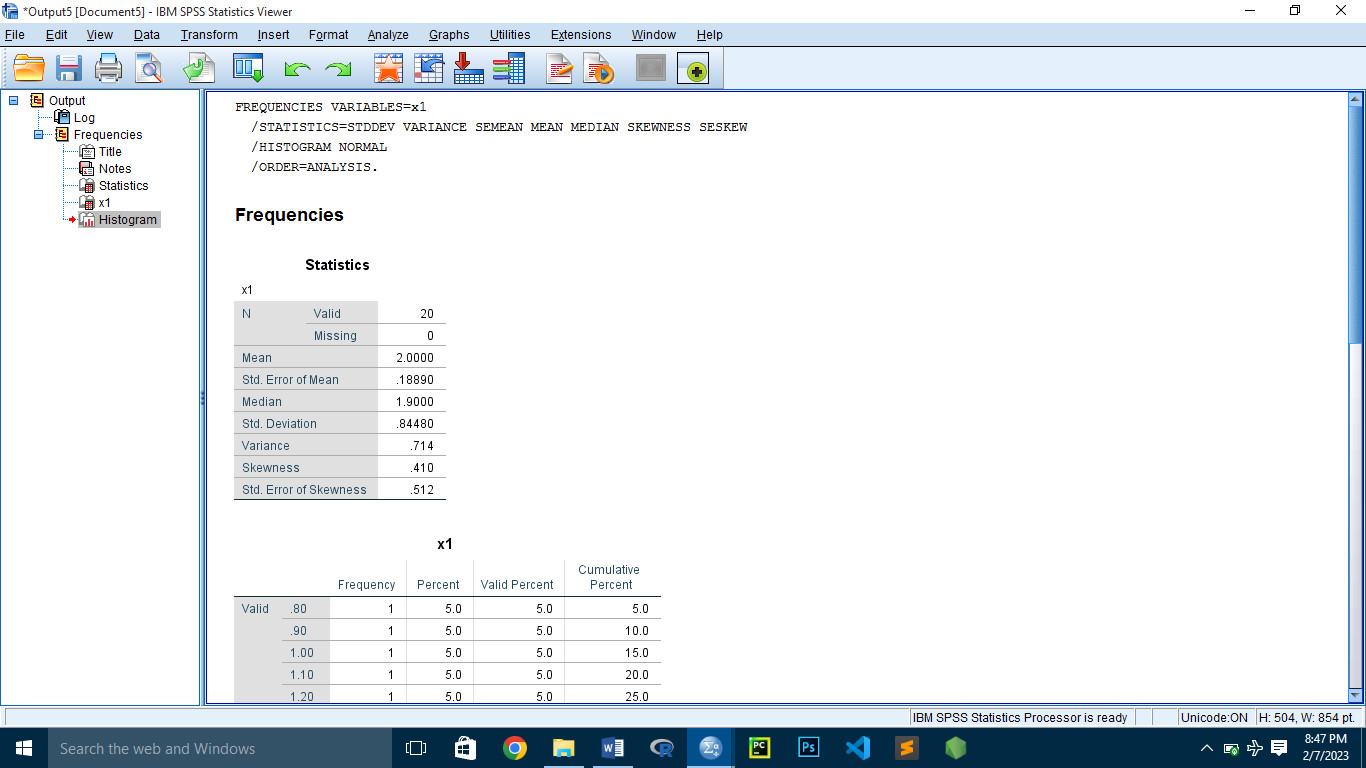 *Output5 [Document5] - IBM SPSS Statistics Viewer
File Edit View Data Transform Insert Format Analyze Graphs Utilities Extensions Window Help
Output
Log
Frequencies
Title
Notes
Statistics
x1
Histogram
FREQUENCIES VARIABLES=x1
/STATISTICS=STDDEV VARIANCE SEMEAN MEAN MEDIAN SKEWNESS SESKEW
/HISTOGRAM NORMAL
/ORDER=ANALYSIS.
Frequencies
Statistics
x1
N Valid 20
Missing 0
Mean 2.0000
Std. Error of Mean .18890
Median 1.9000
Std. Deviation .84480
Variance .714
Skewness .410
Std. Error of Skewness .512
x1
Frequency Percent Valid Percent Cumulative Percent
Valid .80 1 5.0 5.0 5.0
.90 1 5.0 5.0 10.0
1.00 1 5.0 5.0 15.0
1.10 1 5.0 5.0 20.0
1.20 1 5.0 5.0 25.0
IBM SPSS Statistics Processor is ready Unicode:ON H: 504, W: 854 pt.
Search the web and Windows
W R Σ PC Ps S
8:47 PM
2/7/2023